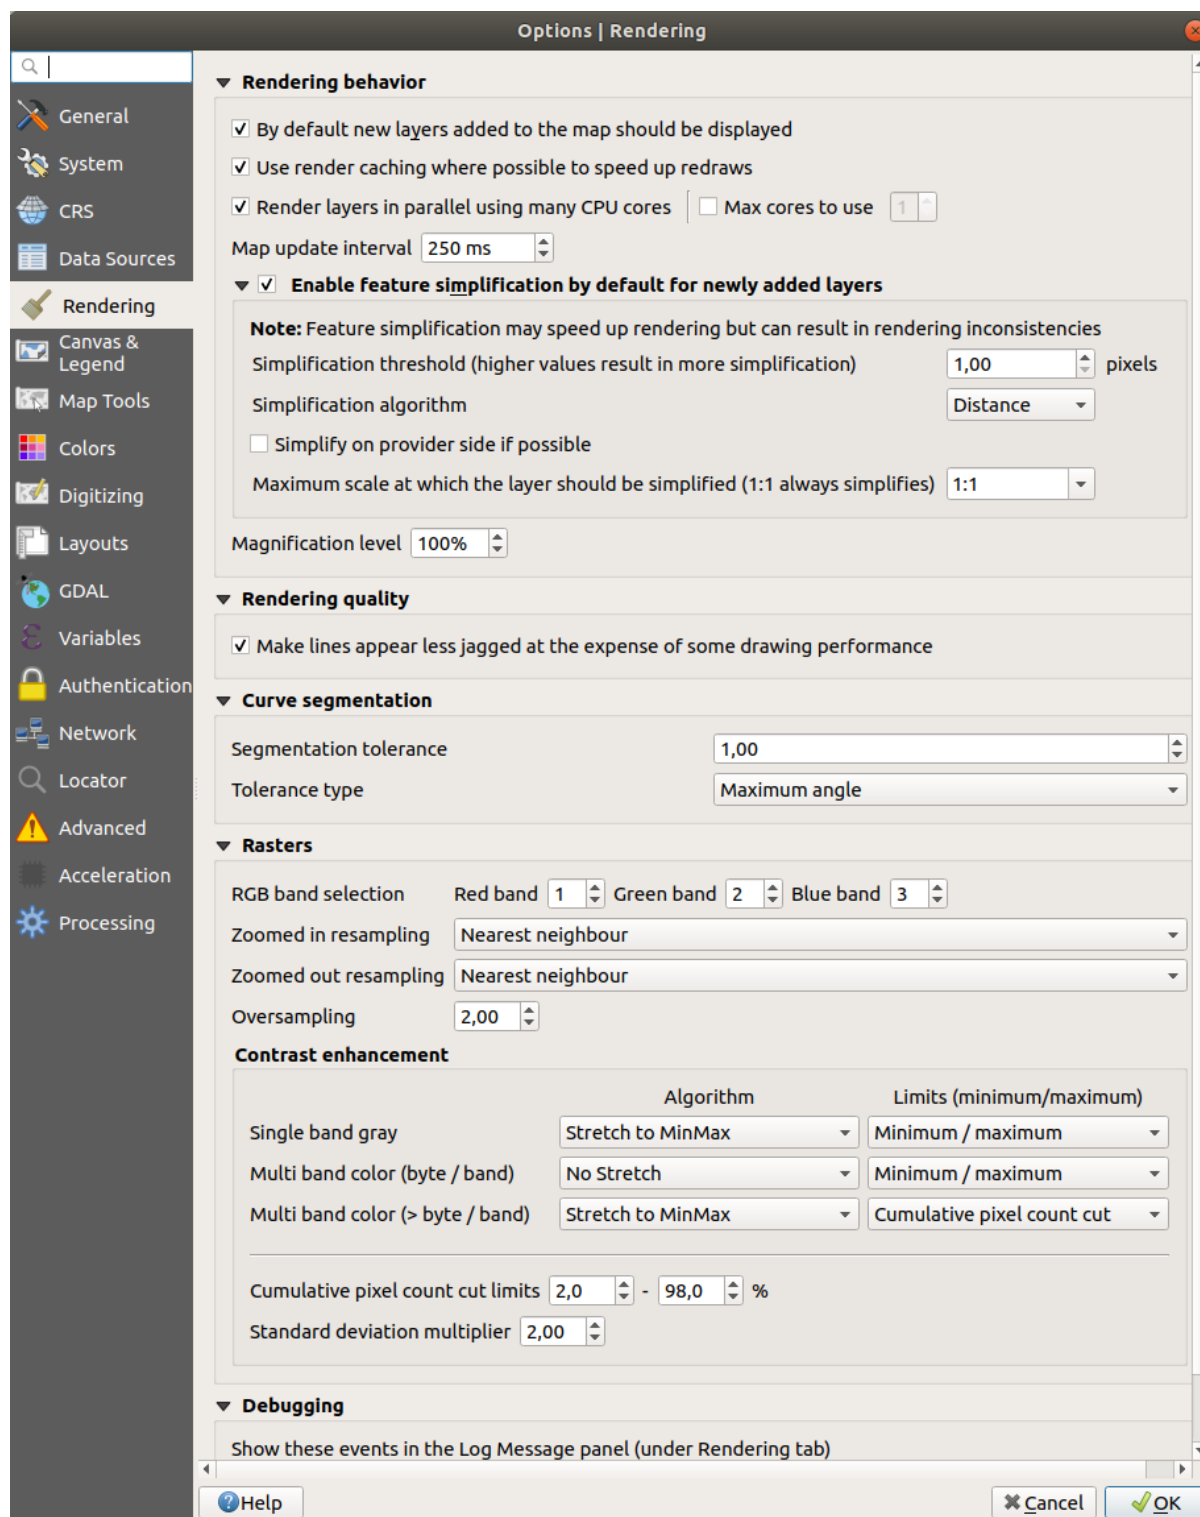 Options | Rendering
General
System
CRS
Data Sources
Rendering
Canvas &
Legend
Map Tools
Colors
Digitizing
Layouts
GDAL
Variables
Authentication
Network
Locator
Advanced
Acceleration
Processing
Rendering behavior
By default new layers added to the map should be displayed
Use render caching where possible to speed up redraws
Render layers in parallel using many CPU cores Max cores to use 1
Map update interval 250 ms
Enable feature simplification by default for newly added layers
Note: Feature simplification may speed up rendering but can result in rendering inconsistencies
Simplification threshold (higher values result in more simplification) 1,00 pixels
Simplification algorithm Distance
Simplify on provider side if possible
Maximum scale at which the layer should be simplified (1:1 always simplifies) 1:1
Magnification level 100%
Rendering quality
Make lines appear less jagged at the expense of some drawing performance
Curve segmentation
Segmentation tolerance 1,00
Tolerance type Maximum angle
Rasters
RGB band selection Red band 1 Green band 2 Blue band 3
Zoomed in resampling Nearest neighbour
Zoomed out resampling Nearest neighbour
Oversampling 2,00
Contrast enhancement
Algorithm Limits (minimum/maximum)
Single band gray Stretch to MinMax Minimum / maximum
Multi band color (byte / band) No Stretch Minimum / maximum
Multi band color (> byte / band) Stretch to MinMax Cumulative pixel count cut
Cumulative pixel count cut limits 2,0 - 98,0 %
Standard deviation multiplier 2,00
Debugging
Show these events in the Log Message panel (under Rendering tab)
Help Cancel OK